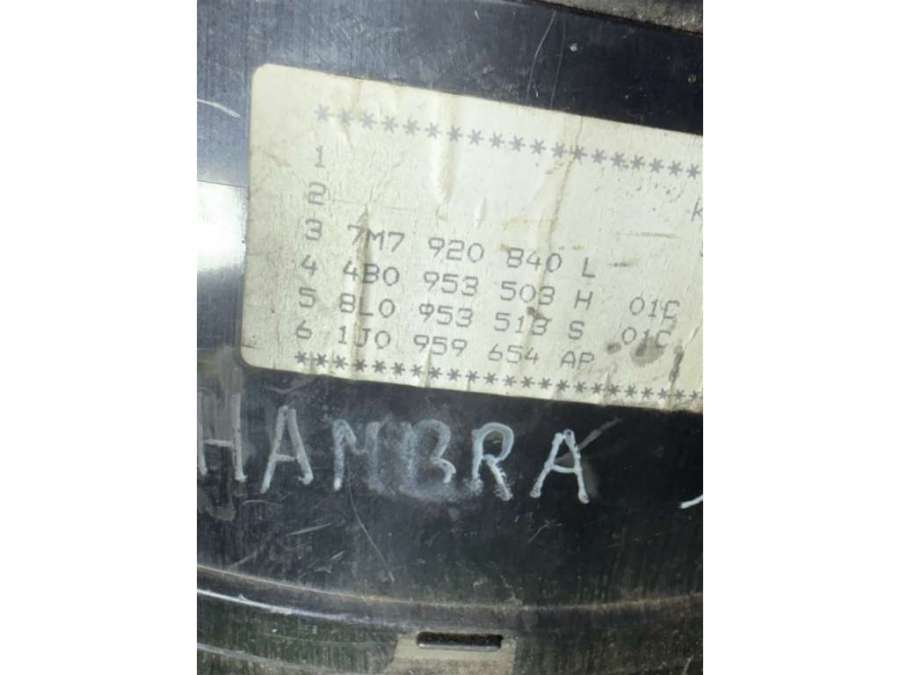 *******************
1
2 K
3 7M7 920 840 L
4 4B0 953 503 H 01C
5 8L0 953 513 S 01C
6 1J0 959 654 AP
*******************
HAMBRA